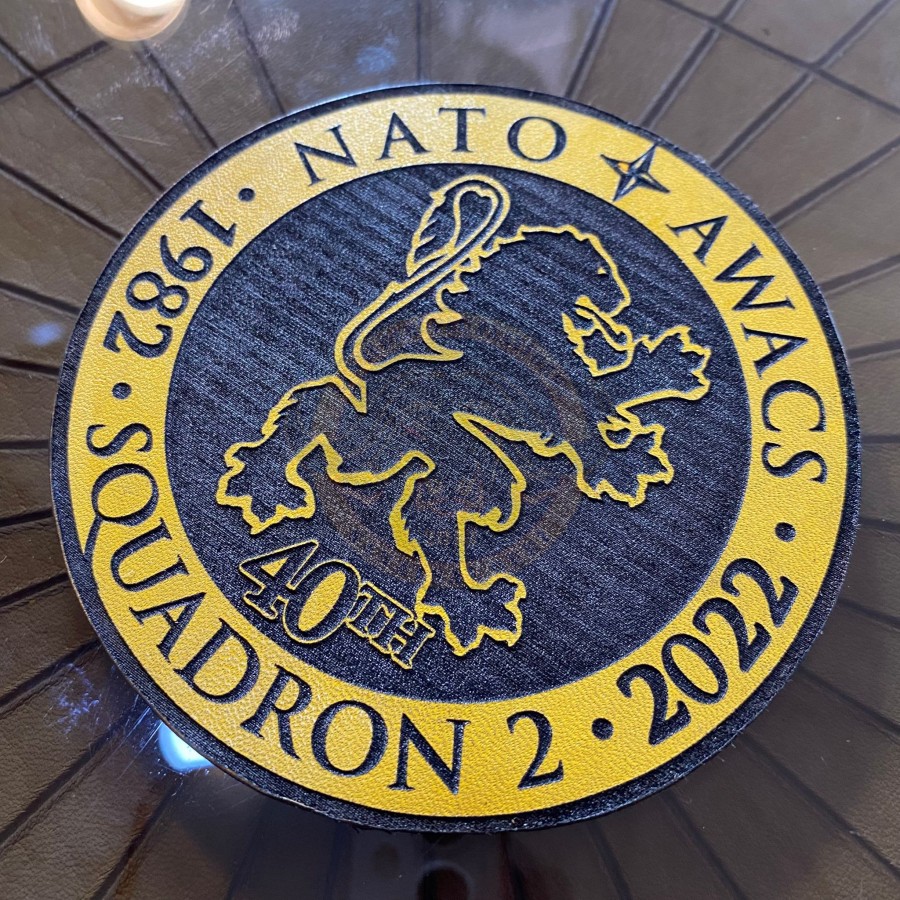 NATO AWACS
1982 • SQUADRON 2 • 2022
40TH